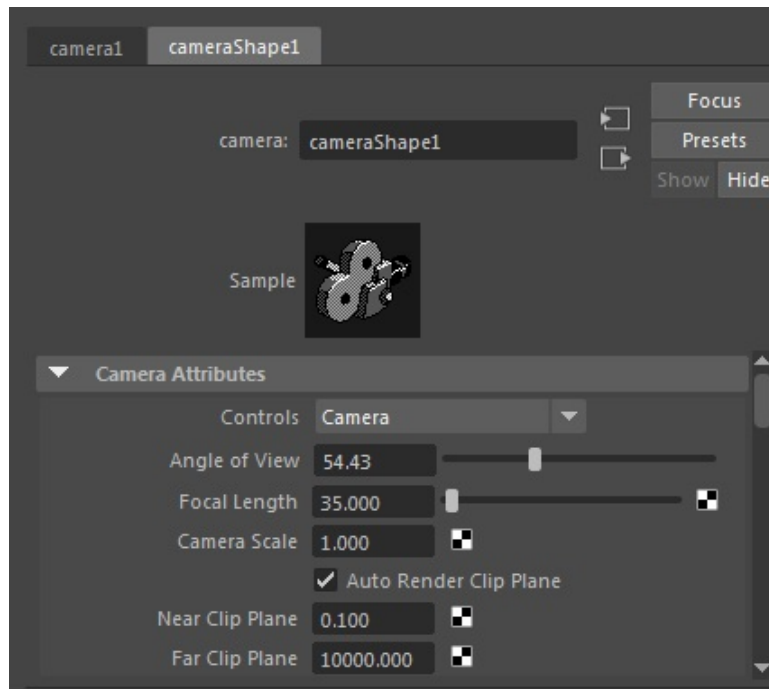 camera1 cameraShape1
Focus
camera: cameraShape1
Presets
Show Hide
Sample
Camera Attributes
Controls Camera
Angle of View 54.43
Focal Length 35.000
Camera Scale 1.000
Auto Render Clip Plane
Near Clip Plane 0.100
Far Clip Plane 10000.000